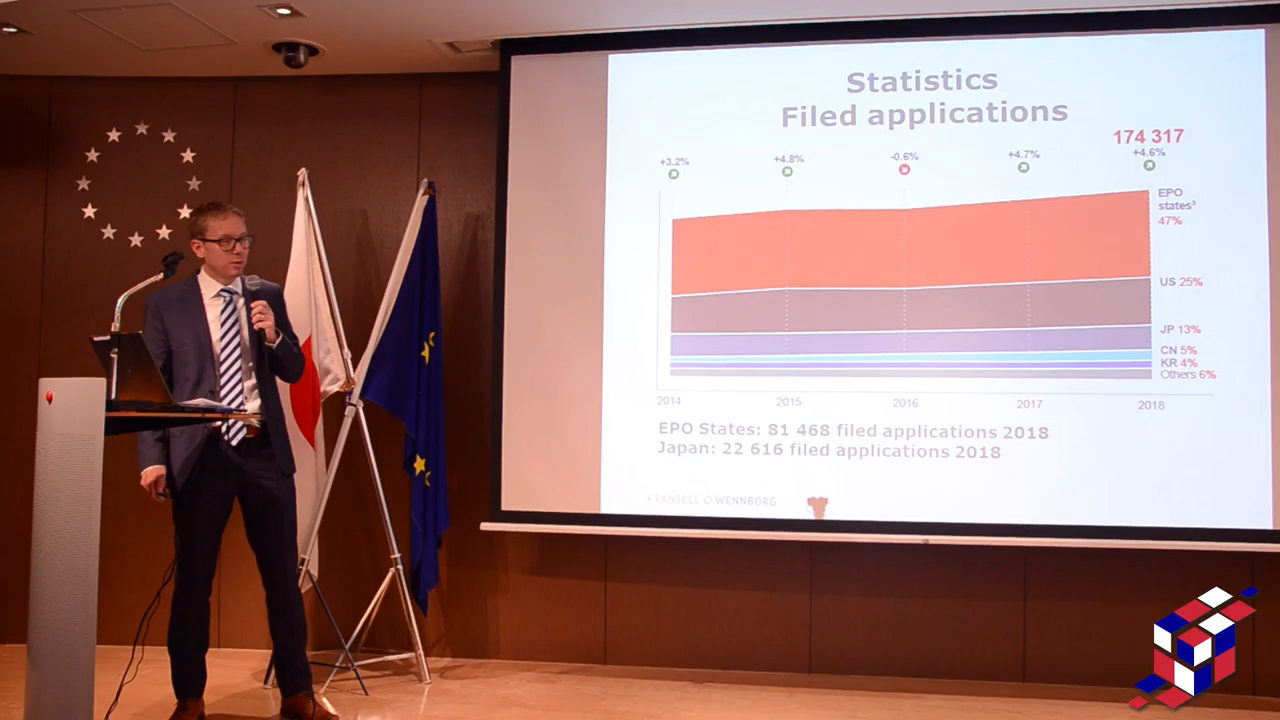 Statistics
Filed applications
174 317
+3.2%
+4.8%
-0.6%
+4.7%
+4.6%
EPO
states³
47%
US 25%
JP 13%
CN 5%
KR 4%
Others 6%
2014
2015
2016
2017
2018
EPO States: 81 468 filed applications 2018
Japan: 22 616 filed applications 2018
KRANSELL & WENNBORG